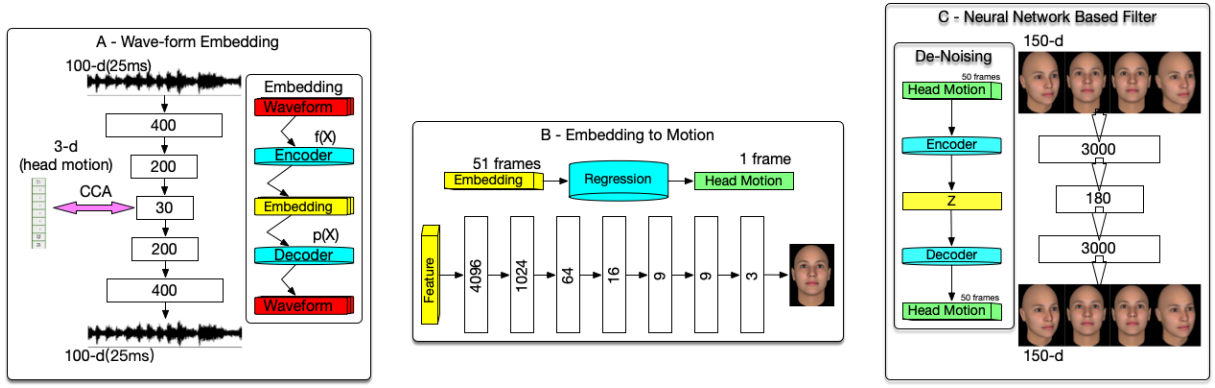 A - Wave-form Embedding
100-d(25ms)
400
200
3-d
(head motion)
CCA
30
200
400
100-d(25ms)
Embedding
Waveform
f(X)
Encoder
Embedding
p(X)
Decoder
Waveform
B - Embedding to Motion
51 frames
1 frame
Embedding
Regression
Head Motion
Feature
4096
1024
64
16
9
9
3
C - Neural Network Based Filter
De-Noising
50 frames
Head Motion
Encoder
Z
Decoder
50 frames
Head Motion
150-d
3000
180
3000
150-d